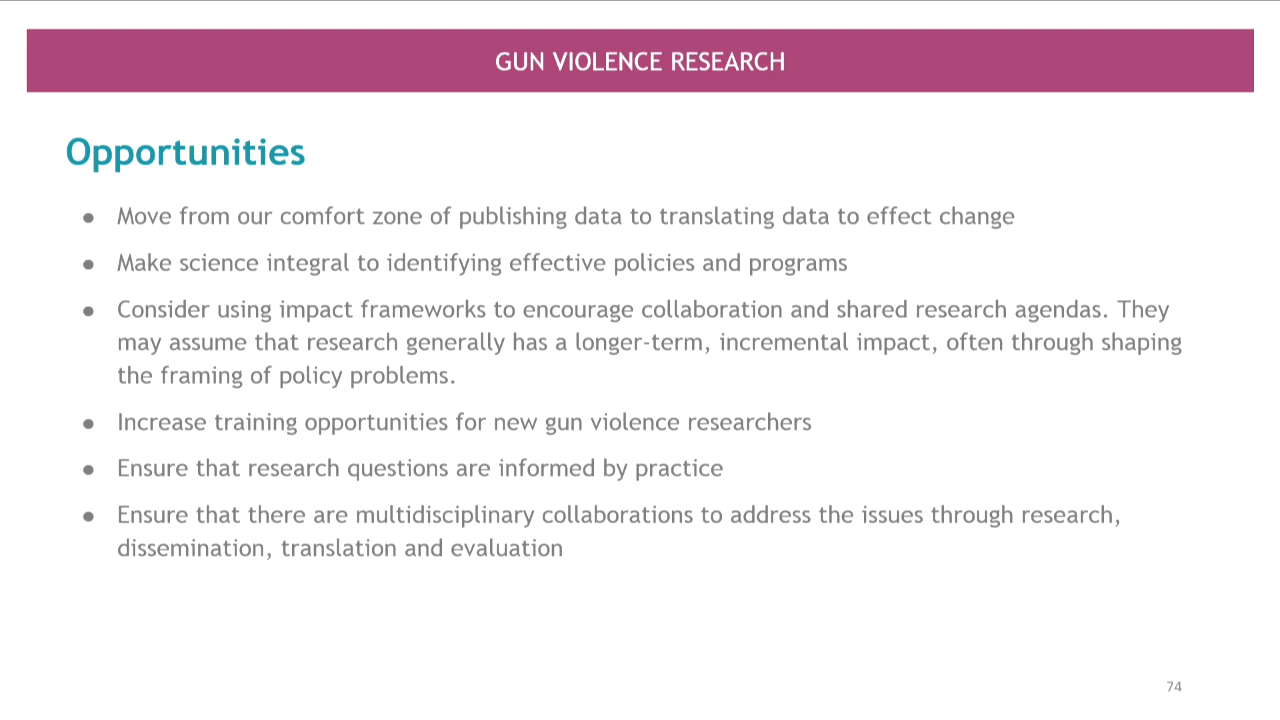 GUN VIOLENCE RESEARCH
Opportunities
● Move from our comfort zone of publishing data to translating data to effect change
● Make science integral to identifying effective policies and programs
● Consider using impact frameworks to encourage collaboration and shared research agendas. They
may assume that research generally has a longer-term, incremental impact, often through shaping
the framing of policy problems.
● Increase training opportunities for new gun violence researchers
● Ensure that research questions are informed by practice
● Ensure that there are multidisciplinary collaborations to address the issues through research,
dissemination, translation and evaluation
74